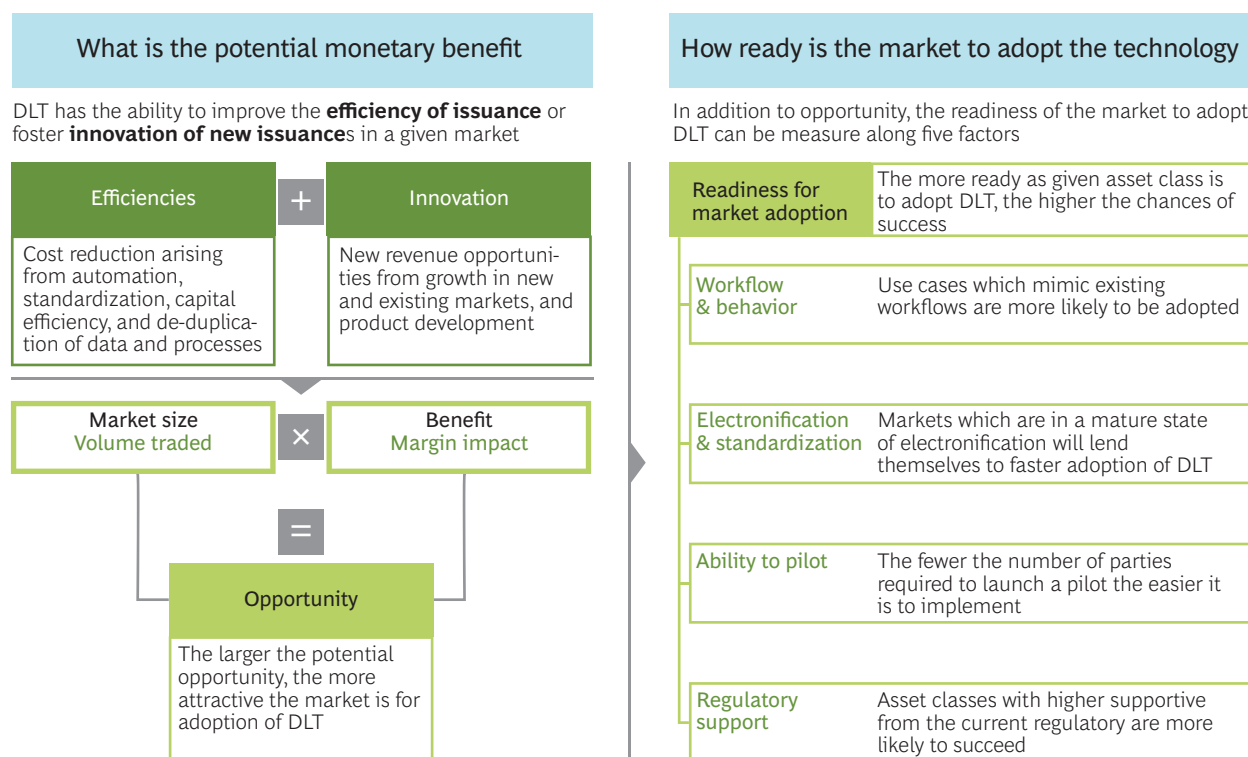 What is the potential monetary benefit
DLT has the ability to improve the efficiency of issuance or
foster innovation of new issuances in a given market
Efficiencies
+
Innovation
Cost reduction arising
from automation,
standardization, capital
efficiency, and de-duplica-
tion of data and processes
New revenue opportuni-
ties from growth in new
and existing markets, and
product development
Market size
Volume traded
×
Benefit
Margin impact
=
Opportunity
The larger the potential
opportunity, the more
attractive the market is for
adoption of DLT
How ready is the market to adopt the technology
In addition to opportunity, the readiness of the market to adopt
DLT can be measure along five factors
Readiness for
market adoption
The more ready as given asset class is
to adopt DLT, the higher the chances of
success
Workflow
& behavior
Use cases which mimic existing
workflows are more likely to be adopted
Electronification
& standardization
Markets which are in a mature state
of electronification will lend
themselves to faster adoption of DLT
Ability to pilot
The fewer the number of parties
required to launch a pilot the easier it
is to implement
Regulatory
support
Asset classes with higher supportive
from the current regulatory are more
likely to succeed